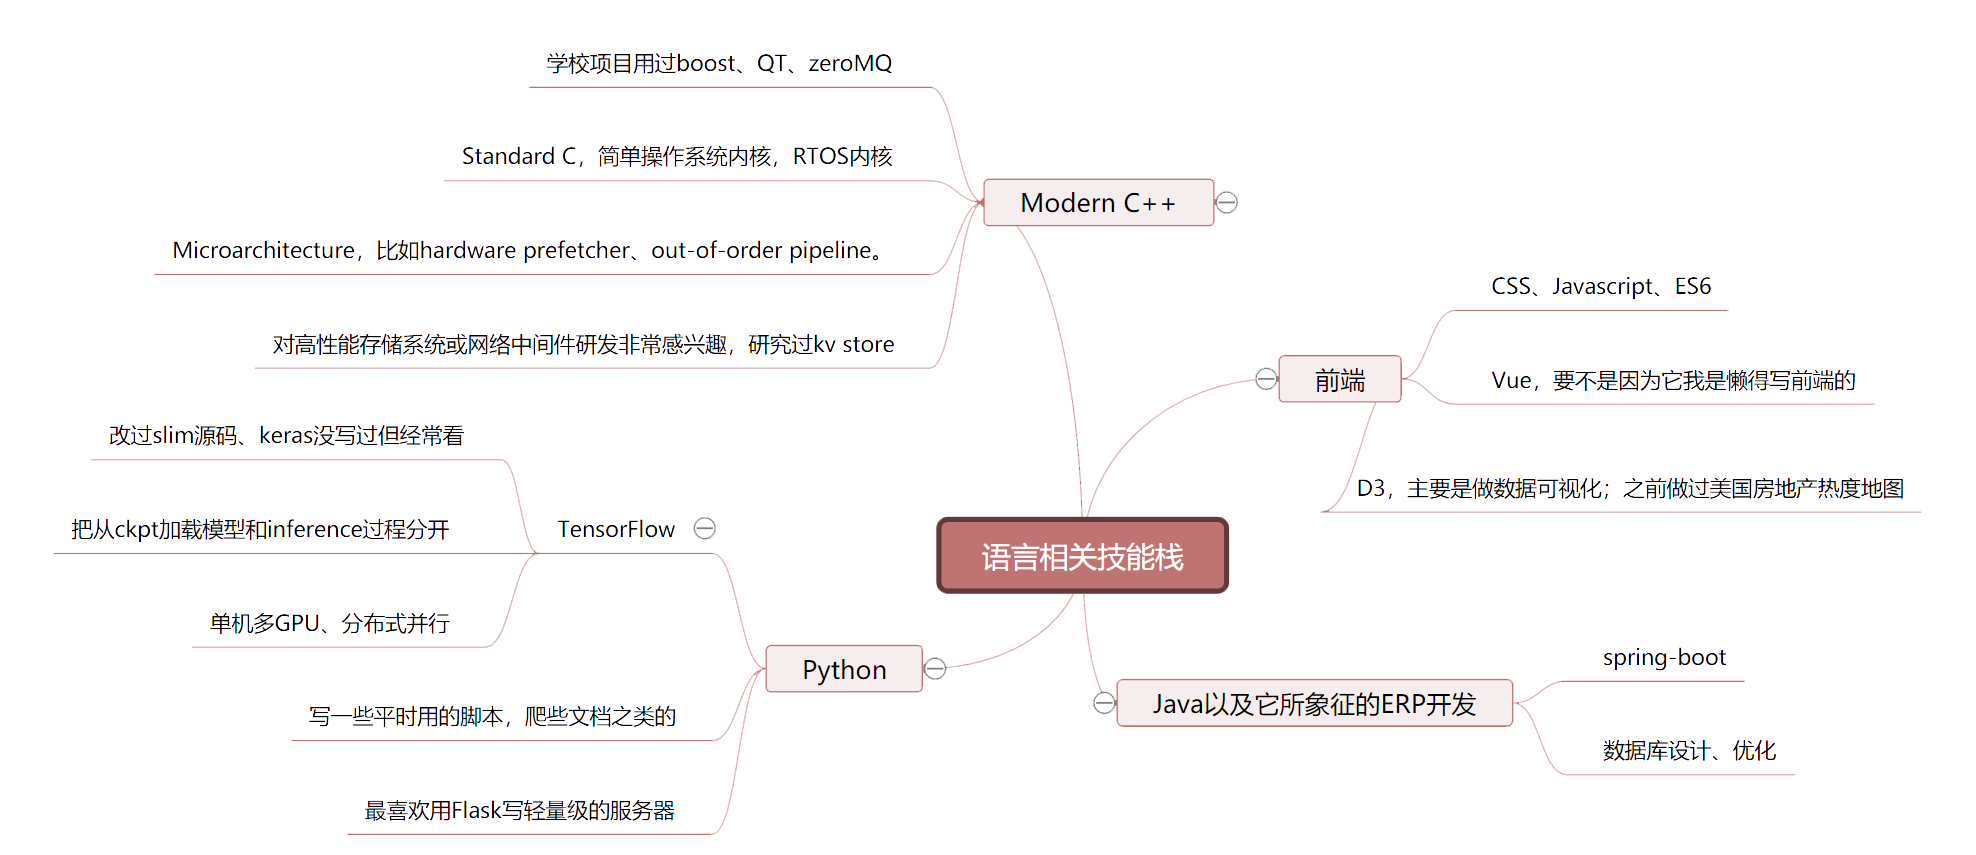 语言相关技能栈
Modern C++
学校项目用过boost、QT、zeroMQ
Standard C，简单操作系统内核，RTOS内核
Microarchitecture，比如hardware prefetcher、out-of-order pipeline。
对高性能存储系统或网络中间件研发非常感兴趣，研究过kv store
前端
CSS、Javascript、ES6
Vue，要不是因为它我是懒得写前端的
D3，主要是做数据可视化；之前做过美国房地产热度地图
Python
TensorFlow
改过slim源码、keras没写过但经常看
把从ckpt加载模型和inference过程分开
单机多GPU、分布式并行
写一些平时用的脚本，爬些文档之类的
最喜欢用Flask写轻量级的服务器
Java以及它所象征的ERP开发
spring-boot
数据库设计、优化